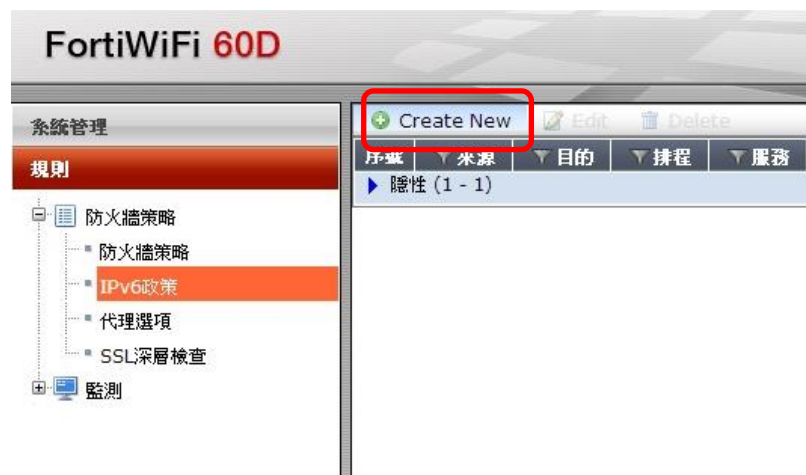 FortiWiFi 60D
系統管理
規則
防火牆策略
防火牆策略
IPv6政策
代理選項
SSL深層檢查
監測
Create New Edit Delete
序號 來源 目的 排程 服務
隱性 (1 - 1)